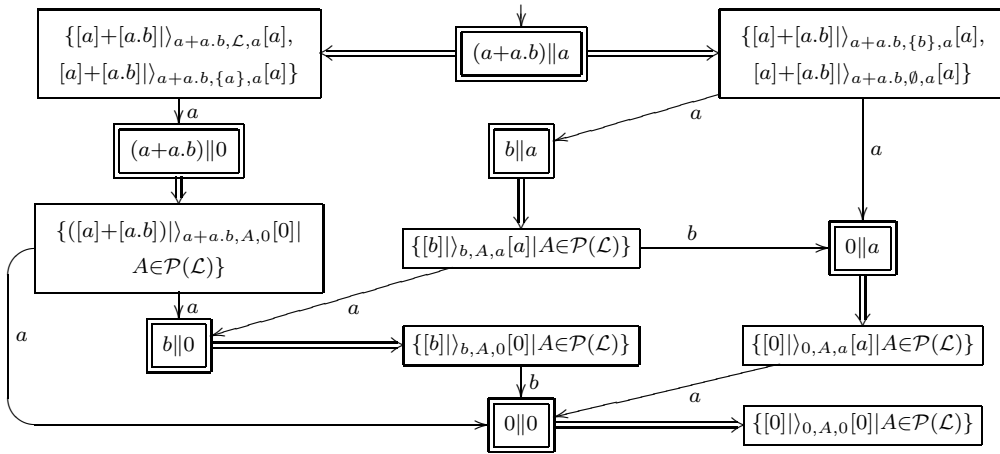 {[a]+[a.b]|⟩_{a+a.b,ℒ,a}[a],
[a]+[a.b]|⟩_{a+a.b,{a},a}[a]}
(a+a.b)∥a
{[a]+[a.b]|⟩_{a+a.b,{b},a}[a],
[a]+[a.b]|⟩_{a+a.b,∅,a}[a]}
a
a
(a+a.b)∥0
b∥a
a
{([a]+[a.b])|⟩_{a+a.b,A,0}[0]|
A∈𝒫(ℒ)}
{[b]|⟩_{b,A,a}[a]|A∈𝒫(ℒ)}
b
0∥a
a
a
a
b∥0
{[b]|⟩_{b,A,0}[0]|A∈𝒫(ℒ)}
{[0]|⟩_{0,A,a}[a]|A∈𝒫(ℒ)}
b
a
0∥0
{[0]|⟩_{0,A,0}[0]|A∈𝒫(ℒ)}